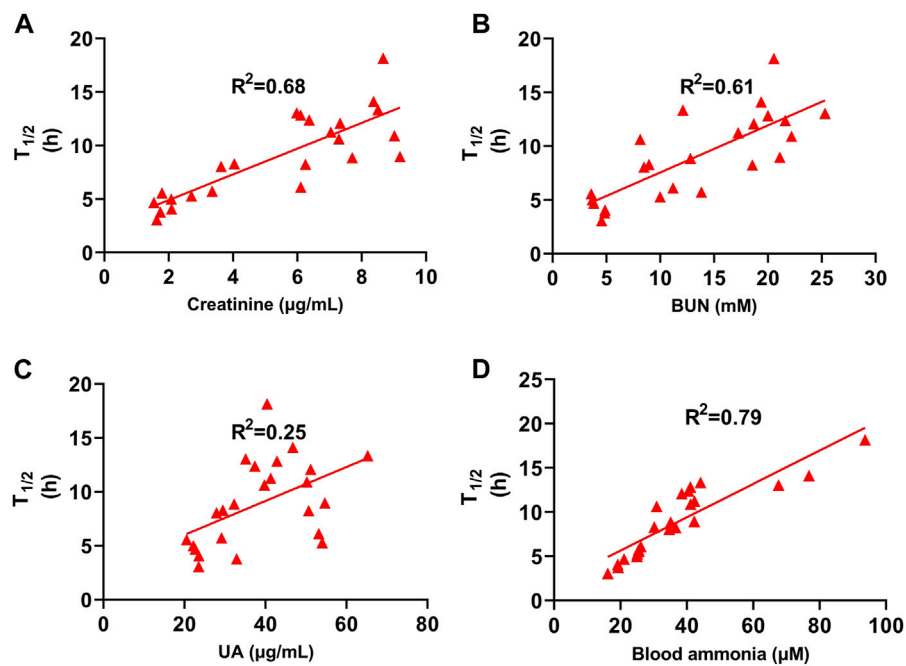 A
B
20
15
10
5
0
T1/2
(h)
R²=0.68
0
2
4
6
8
10
Creatinine (µg/mL)
20
15
10
5
0
T1/2
(h)
R²=0.61
0
5
10
15
20
25
30
BUN (mM)
C
D
20
15
10
5
0
T1/2
(h)
R²=0.25
20
40
60
80
UA (µg/mL)
25
20
15
10
5
0
T1/2
(h)
R²=0.79
0
20
40
60
80
100
Blood ammonia (µM)